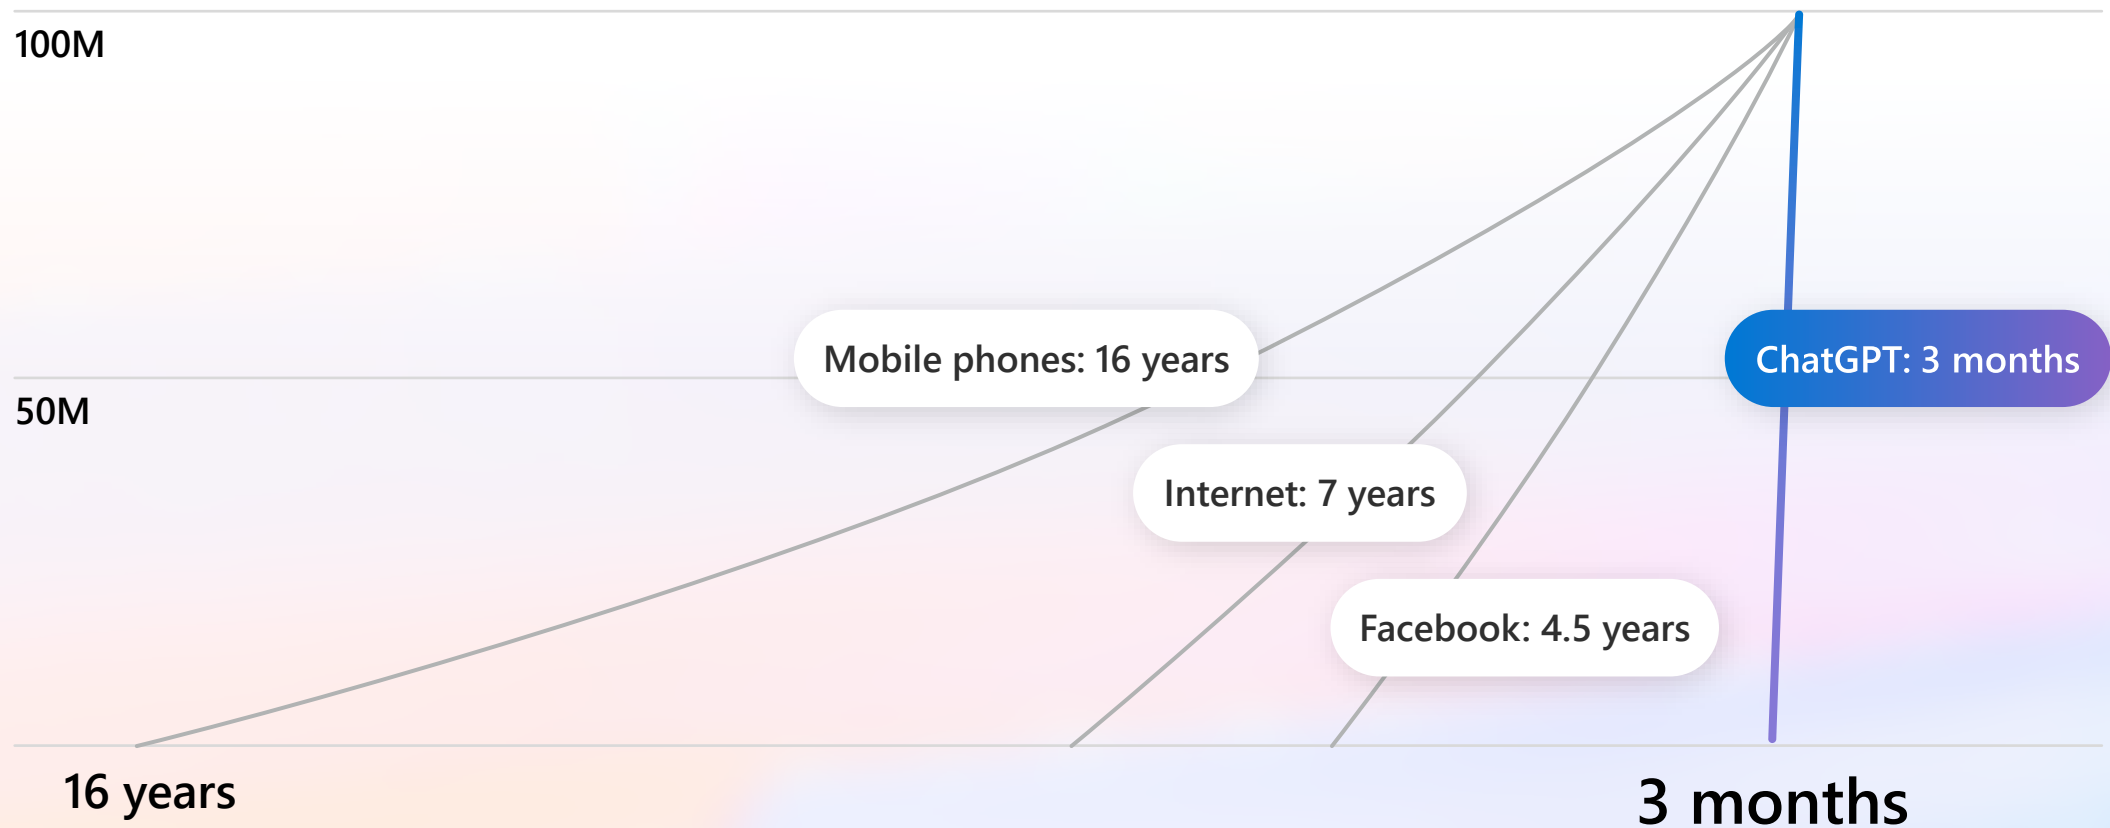 100M
Mobile phones: 16 years
ChatGPT: 3 months
50M
Internet: 7 years
Facebook: 4.5 years
16 years
3 months